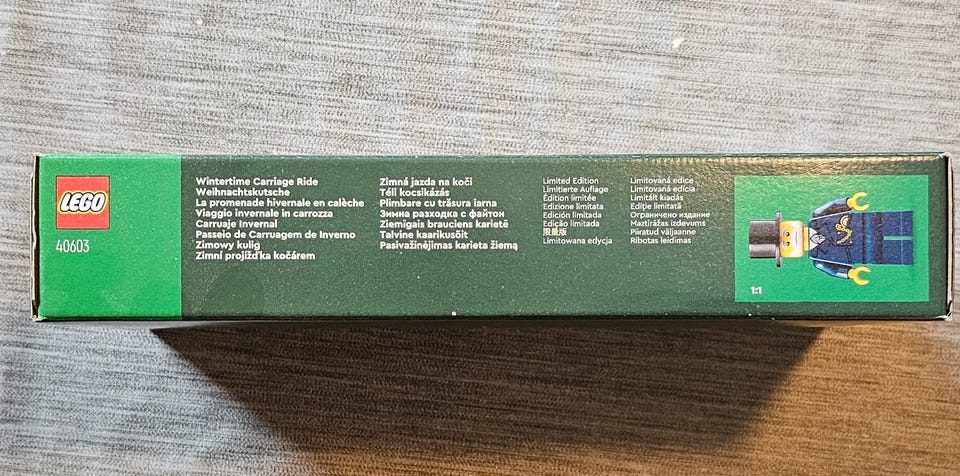 LEGO
40603
Wintertime Carriage Ride
Weihnachtskutsche
La promenade hivernale en calèche
Viaggio invernale in carrozza
Carruaje Invernal
Passeio de Carruagem de Inverno
Zimowy kulig
Zimní projížďka kočárem
Zimná jazda na koči
Téli kocsikázás
Plimbare cu trăsura iarna
Зимна разходка с файтон
Ziemigais brauciens karietē
Talvine kaarikusõit
Pasivažinėjimas karieta žiemą
Limited Edition
Limitierte Auflage
Édition limitée
Edizione limitata
Edición limitada
Edição limitada
限量版
Limitowana edycja
Limitovaná edice
Limitovaná edícia
Limitált kiadás
Ediție limitată
Ограничено издание
Maztirāžas izdevums
Piiratud väljaanne
Ribotas leidimas
1:1